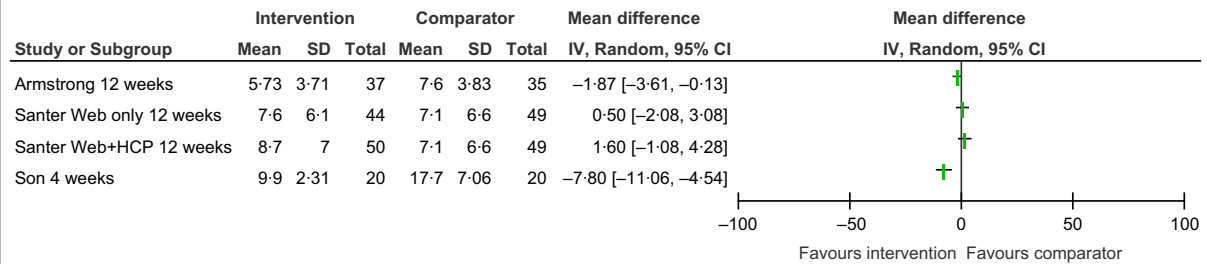 Intervention Comparator Mean difference Mean difference
Study or Subgroup Mean SD Total Mean SD Total IV, Random, 95% CI IV, Random, 95% CI
Armstrong 12 weeks 5·73 3·71 37 7·6 3·83 35 –1·87 [–3·61, –0·13]
Santer Web only 12 weeks 7·6 6·1 44 7·1 6·6 49 0·50 [–2·08, 3·08]
Santer Web+HCP 12 weeks 8·7 7 50 7·1 6·6 49 1·60 [–1·08, 4·28]
Son 4 weeks 9·9 2·31 20 17·7 7·06 20 –7·80 [–11·06, –4·54]
–100 –50 0 50 100
Favours intervention Favours comparator